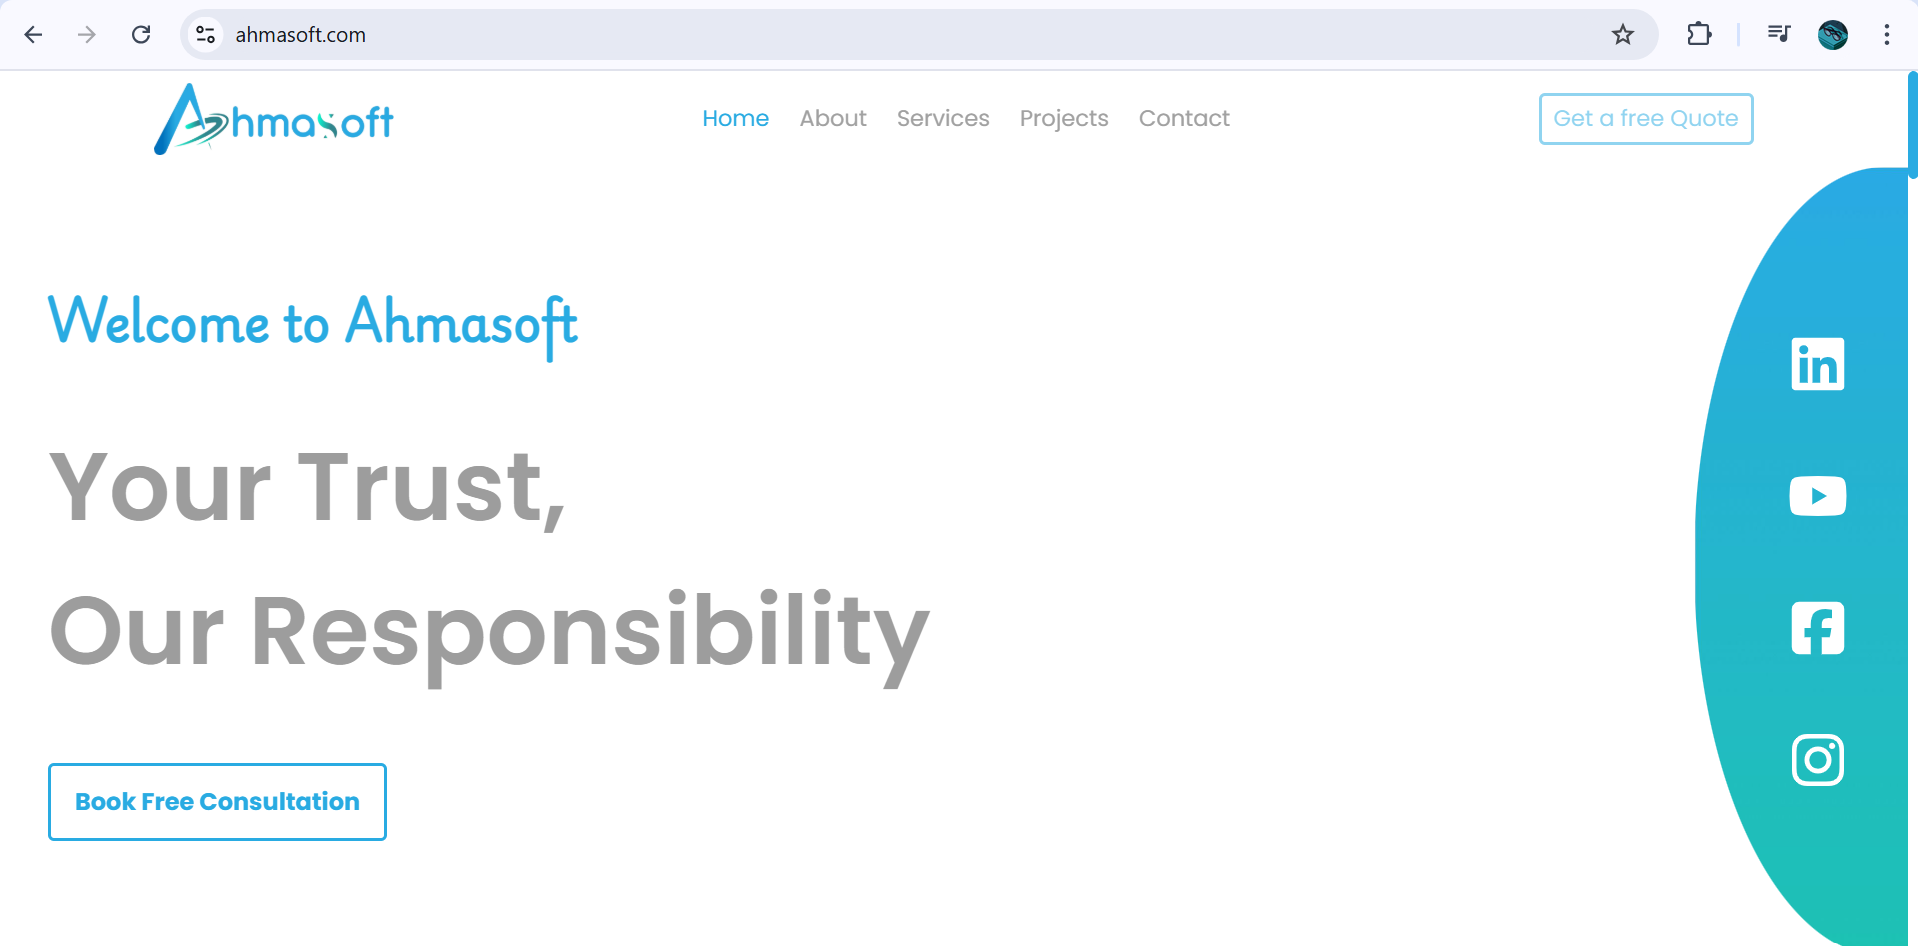 ahmasoft.com
Ahmasoft
Home About Services Projects Contact
Get a free Quote
Welcome to Ahmasoft
Your Trust,
Our Responsibility
Book Free Consultation